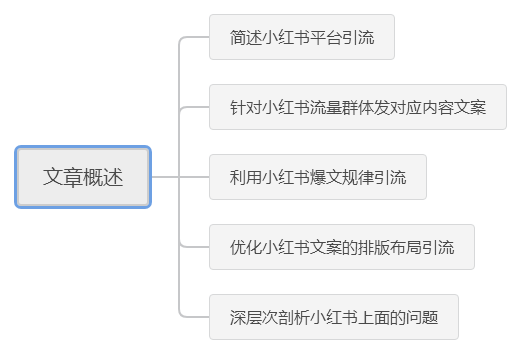 文章概述
简述小红书平台引流
针对小红书流量群体发对应内容文案
利用小红书爆文规律引流
优化小红书文案的排版布局引流
深层次剖析小红书上面的问题